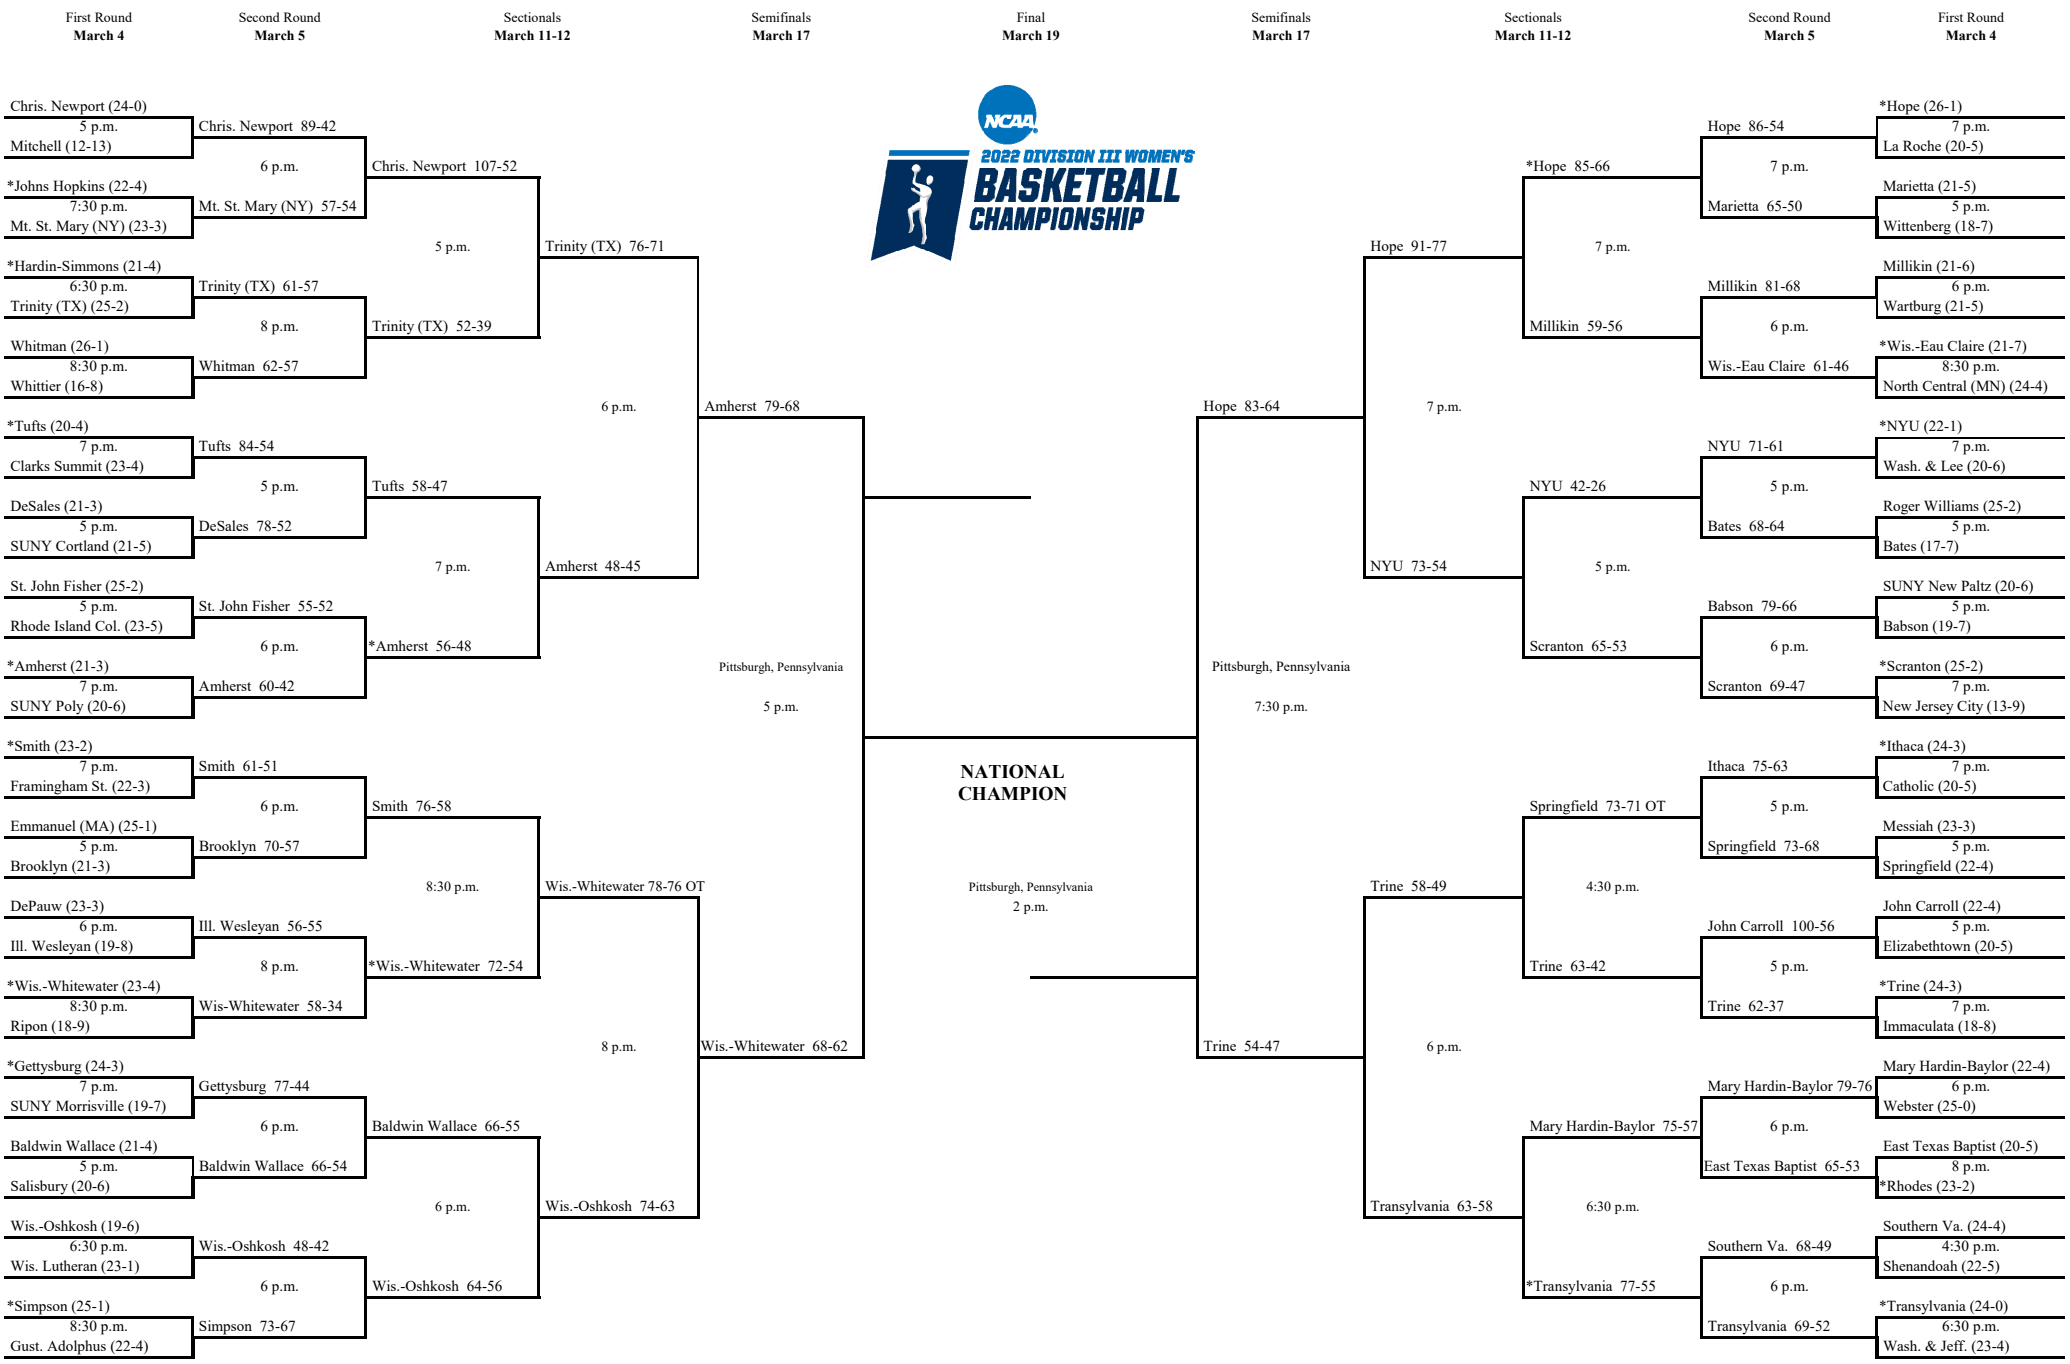 First Round
March 4
Second Round
March 5
Sectionals
March 11-12
Semifinals
March 17
Final
March 19
Semifinals
March 17
Sectionals
March 11-12
Second Round
March 5
First Round
March 4
NCAA
2022 DIVISION III WOMEN'S
BASKETBALL
CHAMPIONSHIP
Chris. Newport (24-0)
5 p.m.
Mitchell (12-13)
*Johns Hopkins (22-4)
7:30 p.m.
Mt. St. Mary (NY) (23-3)
*Hardin-Simmons (21-4)
6:30 p.m.
Trinity (TX) (25-2)
Whitman (26-1)
8:30 p.m.
Whittier (16-8)
*Tufts (20-4)
7 p.m.
Clarks Summit (23-4)
DeSales (21-3)
5 p.m.
SUNY Cortland (21-5)
St. John Fisher (25-2)
5 p.m.
Rhode Island Col. (23-5)
*Amherst (21-3)
7 p.m.
SUNY Poly (20-6)
*Smith (23-2)
7 p.m.
Framingham St. (22-3)
Emmanuel (MA) (25-1)
5 p.m.
Brooklyn (21-3)
DePauw (23-3)
6 p.m.
Ill. Wesleyan (19-8)
*Wis.-Whitewater (23-4)
8:30 p.m.
Ripon (18-9)
*Gettysburg (24-3)
7 p.m.
SUNY Morrisville (19-7)
Baldwin Wallace (21-4)
5 p.m.
Salisbury (20-6)
Wis.-Oshkosh (19-6)
6:30 p.m.
Wis. Lutheran (23-1)
*Simpson (25-1)
8:30 p.m.
Gust. Adolphus (22-4)
Chris. Newport 89-42
6 p.m.
Mt. St. Mary (NY) 57-54
Trinity (TX) 61-57
8 p.m.
Whitman 62-57
Tufts 84-54
5 p.m.
DeSales 78-52
St. John Fisher 55-52
6 p.m.
Amherst 60-42
Smith 61-51
6 p.m.
Brooklyn 70-57
Ill. Wesleyan 56-55
8 p.m.
Wis-Whitewater 58-34
Gettysburg 77-44
6 p.m.
Baldwin Wallace 66-54
Wis.-Oshkosh 48-42
6 p.m.
Simpson 73-67
Chris. Newport 107-52
5 p.m.
Trinity (TX) 52-39
Tufts 58-47
7 p.m.
*Amherst 56-48
Smith 76-58
8:30 p.m.
*Wis.-Whitewater 72-54
Baldwin Wallace 66-55
6 p.m.
Wis.-Oshkosh 64-56
Trinity (TX) 76-71
6 p.m.
Amherst 48-45
Wis.-Whitewater 78-76 OT
8 p.m.
Wis.-Oshkosh 74-63
Amherst 79-68
Pittsburgh, Pennsylvania
5 p.m.
Wis.-Whitewater 68-62
NATIONAL
CHAMPION
Pittsburgh, Pennsylvania
2 p.m.
Hope 83-64
Pittsburgh, Pennsylvania
7:30 p.m.
Trine 54-47
Hope 91-77
7 p.m.
NYU 73-54
Trine 58-49
6 p.m.
Transylvania 63-58
*Hope 85-66
7 p.m.
Millikin 59-56
NYU 42-26
5 p.m.
Scranton 65-53
Springfield 73-71 OT
4:30 p.m.
Trine 63-42
Mary Hardin-Baylor 75-57
6:30 p.m.
*Transylvania 77-55
Hope 86-54
7 p.m.
Marietta 65-50
Millikin 81-68
6 p.m.
Wis.-Eau Claire 61-46
NYU 71-61
5 p.m.
Bates 68-64
Babson 79-66
6 p.m.
Scranton 69-47
Ithaca 75-63
5 p.m.
Springfield 73-68
John Carroll 100-56
5 p.m.
Trine 62-37
Mary Hardin-Baylor 79-76
6 p.m.
East Texas Baptist 65-53
Southern Va. 68-49
6 p.m.
Transylvania 69-52
*Hope (26-1)
7 p.m.
La Roche (20-5)
Marietta (21-5)
5 p.m.
Wittenberg (18-7)
Millikin (21-6)
6 p.m.
Wartburg (21-5)
*Wis.-Eau Claire (21-7)
8:30 p.m.
North Central (MN) (24-4)
*NYU (22-1)
7 p.m.
Wash. & Lee (20-6)
Roger Williams (25-2)
5 p.m.
Bates (17-7)
SUNY New Paltz (20-6)
5 p.m.
Babson (19-7)
*Scranton (25-2)
7 p.m.
New Jersey City (13-9)
*Ithaca (24-3)
7 p.m.
Catholic (20-5)
Messiah (23-3)
5 p.m.
Springfield (22-4)
John Carroll (22-4)
5 p.m.
Elizabethtown (20-5)
*Trine (24-3)
7 p.m.
Immaculata (18-8)
Mary Hardin-Baylor (22-4)
6 p.m.
Webster (25-0)
East Texas Baptist (20-5)
8 p.m.
*Rhodes (23-2)
Southern Va. (24-4)
4:30 p.m.
Shenandoah (22-5)
*Transylvania (24-0)
6:30 p.m.
Wash. & Jeff. (23-4)